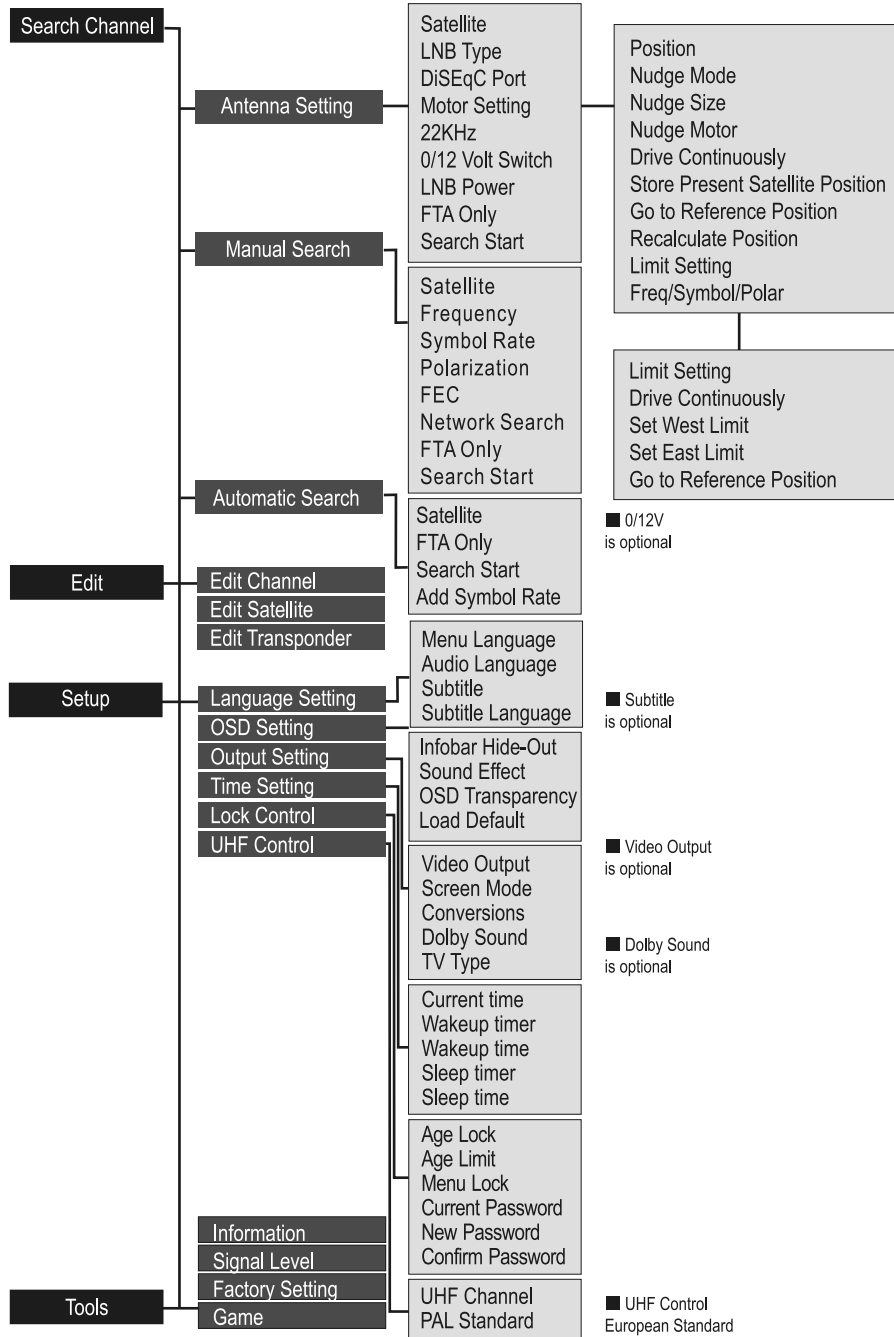 Search Channel
Antenna Setting
Satellite
LNB Type
DiSEqC Port
Motor Setting
22KHz
0/12 Volt Switch
LNB Power
FTA Only
Search Start
Position
Nudge Mode
Nudge Size
Nudge Motor
Drive Continuously
Store Present Satellite Position
Go to Reference Position
Recalculate Position
Limit Setting
Freq/Symbol/Polar
Limit Setting
Drive Continuously
Set West Limit
Set East Limit
Go to Reference Position
Manual Search
Satellite
Frequency
Symbol Rate
Polarization
FEC
Network Search
FTA Only
Search Start
Automatic Search
Satellite
FTA Only
Search Start
Add Symbol Rate
■ 0/12V
is optional
Edit
Edit Channel
Edit Satellite
Edit Transponder
Setup
Language Setting
OSD Setting
Output Setting
Time Setting
Lock Control
UHF Control
Menu Language
Audio Language
Subtitle
Subtitle Language
■ Subtitle
is optional
Infobar Hide-Out
Sound Effect
OSD Transparency
Load Default
Video Output
Screen Mode
Conversions
Dolby Sound
TV Type
■ Video Output
is optional
■ Dolby Sound
is optional
Current time
Wakeup timer
Wakeup time
Sleep timer
Sleep time
Age Lock
Age Limit
Menu Lock
Current Password
New Password
Confirm Password
UHF Channel
PAL Standard
■ UHF Control
European Standard
Tools
Information
Signal Level
Factory Setting
Game